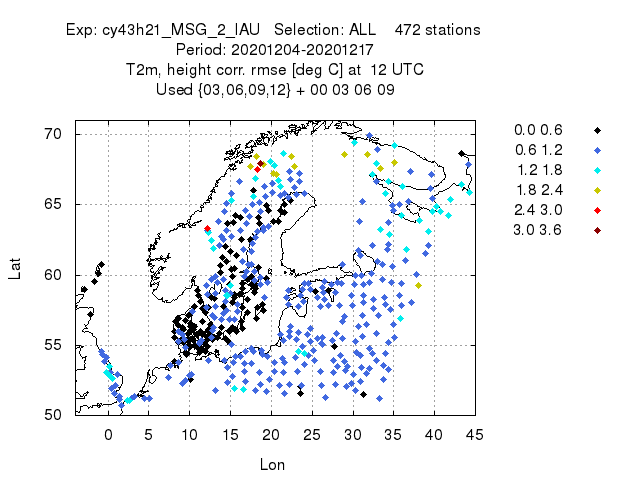 Exp: cy43h21_MSG_2_IAU Selection: ALL 472 stations
Period: 20201204-20201217
T2m, height corr. rmse [deg C] at 12 UTC
Used {03,06,09,12} + 00 03 06 09
70
65
60
55
50
Lat
0 5 10 15 20 25 30 35 40 45
Lon
0.0 0.6
0.6 1.2
1.2 1.8
1.8 2.4
2.4 3.0
3.0 3.6